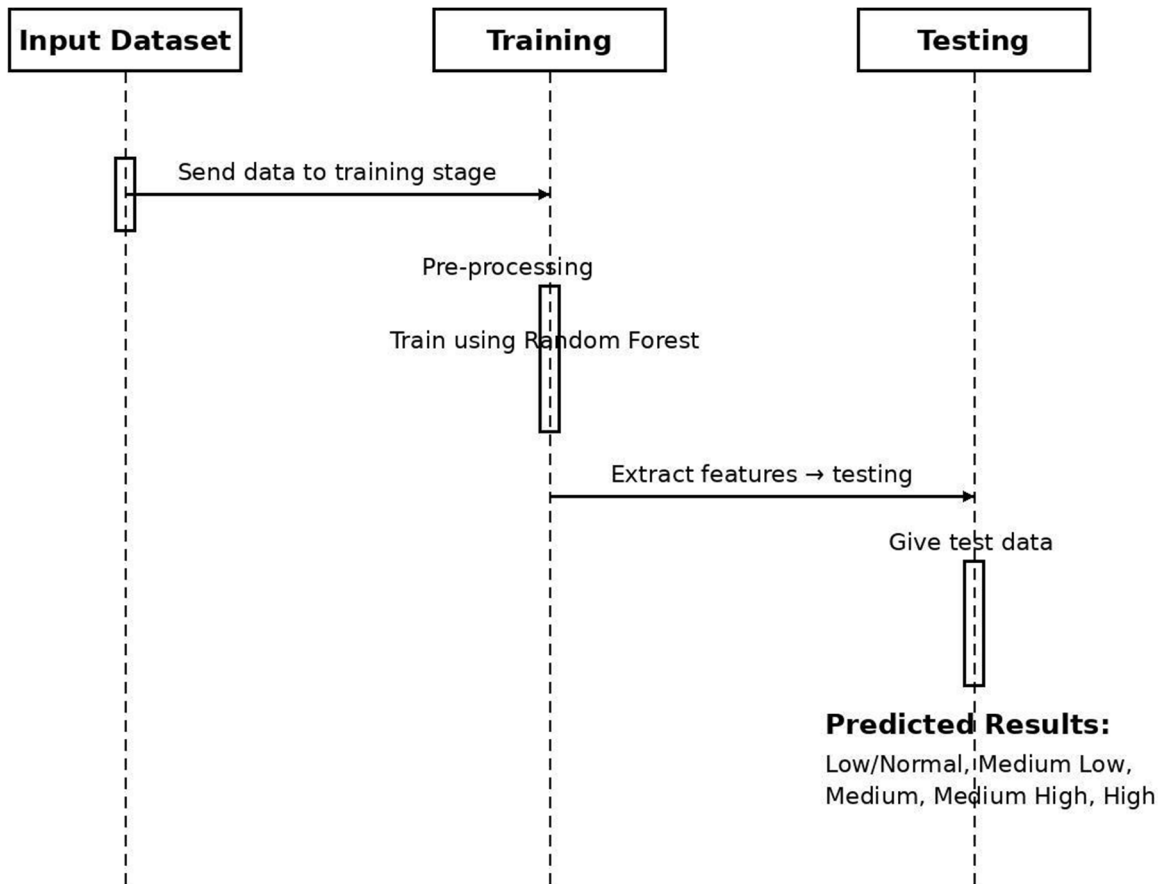 Input Dataset
Training
Testing
Send data to training stage
Pre-processing
Train using Random Forest
Extract features → testing
Give test data
Predicted Results:
Low/Normal, Medium Low,
Medium, Medium High, High